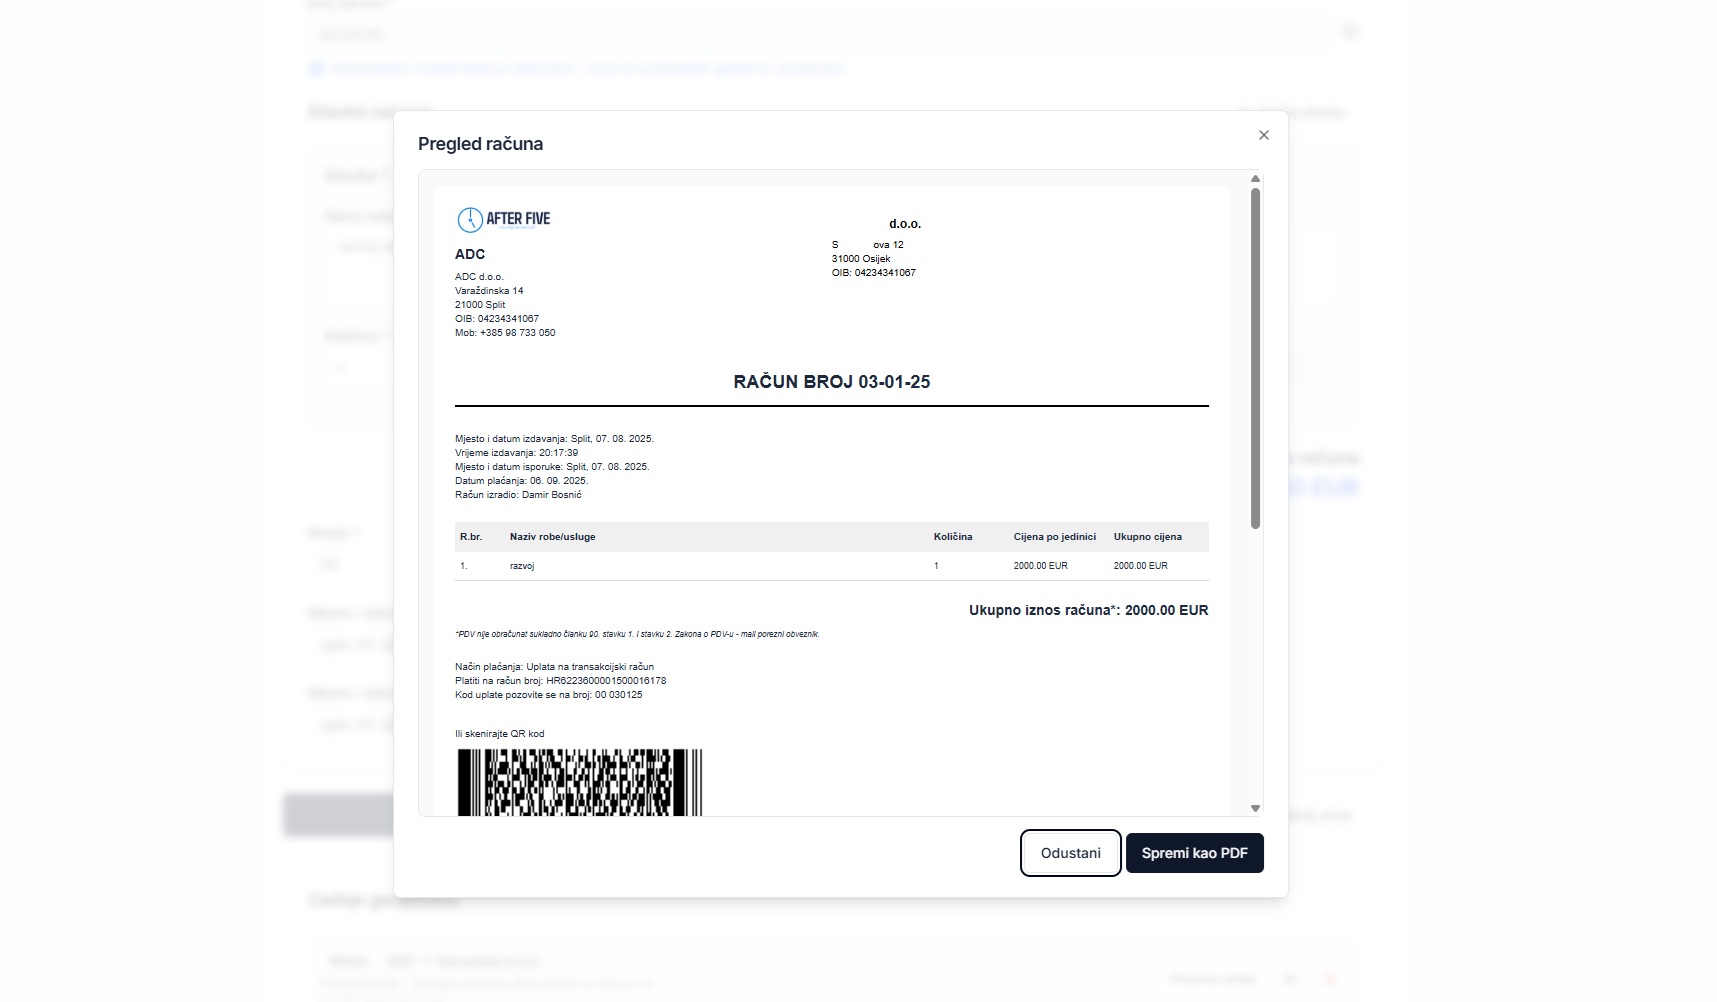 Pregled računa
AFTER FIVE
ADC
ADC d.o.o.
Varaždinska 14
21000 Split
OIB: 04234341067
Mob: +385 98 733 050
d.o.o.
S ova 12
31000 Osijek
OIB: 04234341067
RAČUN BROJ 03-01-25
Mjesto i datum izdavanja: Split, 07. 08. 2025.
Vrijeme izdavanja: 20:17:39
Mjesto i datum isporuke: Split, 07. 08. 2025.
Datum plaćanja: 06. 09. 2025.
Račun izradio: Damir Bosnić
R.br. Naziv robe/usluge Količina Cijena po jedinici Ukupno cijena
1. razvoj 1 2000.00 EUR 2000.00 EUR
Ukupno iznos računa*: 2000.00 EUR
*PDV nije obračunat sukladno članku 90. stavku 1. i stavku 2. Zakona o PDV-u - mali porezni obveznik.
Način plaćanja: Uplata na transakcijski račun
Platiti na račun broj: HR6223600001500016178
Kod uplate pozovite se na broj: 00 030125
Ili skenirajte QR kod
Odustani
Spremi kao PDF